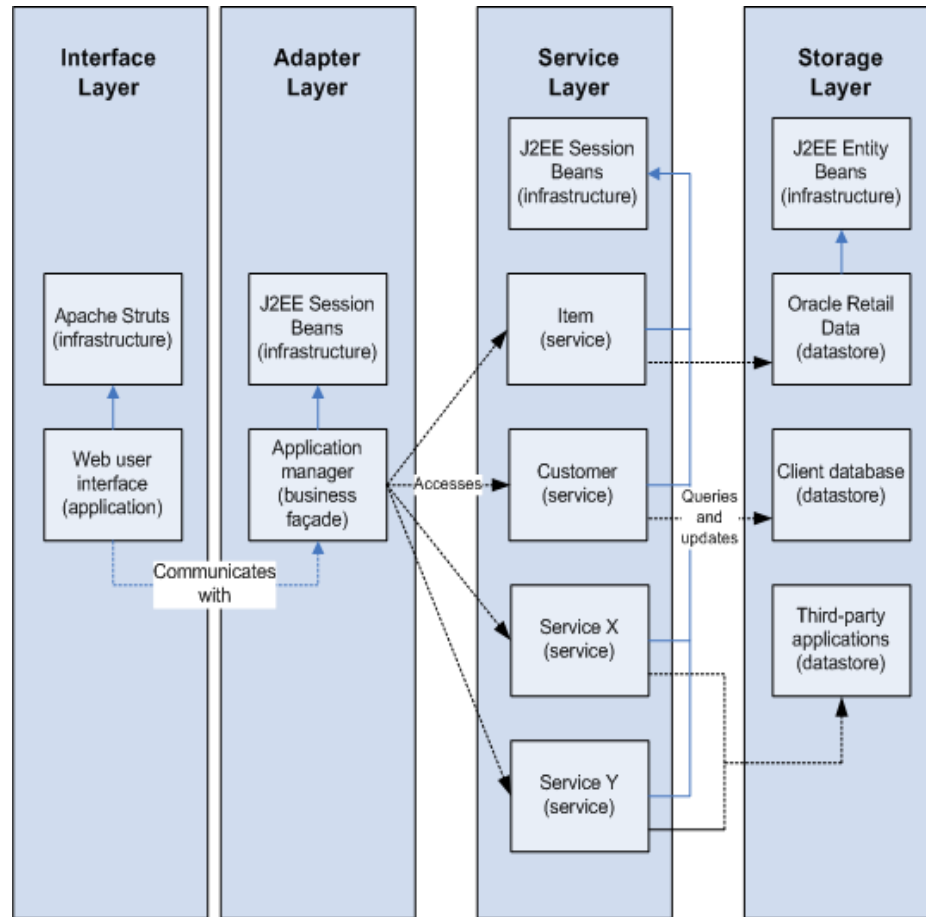 Interface
Layer
Adapter
Layer
Service
Layer
Storage
Layer
J2EE Session
Beans
(infrastructure)
J2EE Entity
Beans
(infrastructure)
Apache Struts
(infrastructure)
J2EE Session
Beans
(infrastructure)
Item
(service)
Oracle Retail
Data
(datastore)
Web user
interface
(application)
Application
manager
(business
façade)
Accesses
Customer
(service)
Queries
and
updates
Client database
(datastore)
Communicates
with
Service X
(service)
Third-party
applications
(datastore)
Service Y
(service)